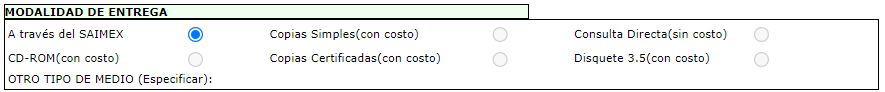 MODALIDAD DE ENTREGA
A través del SAIMEX Copias Simples(con costo) Consulta Directa(sin costo)
CD-ROM(con costo) Copias Certificadas(con costo) Disquete 3.5(con costo)
OTRO TIPO DE MEDIO (Especificar):